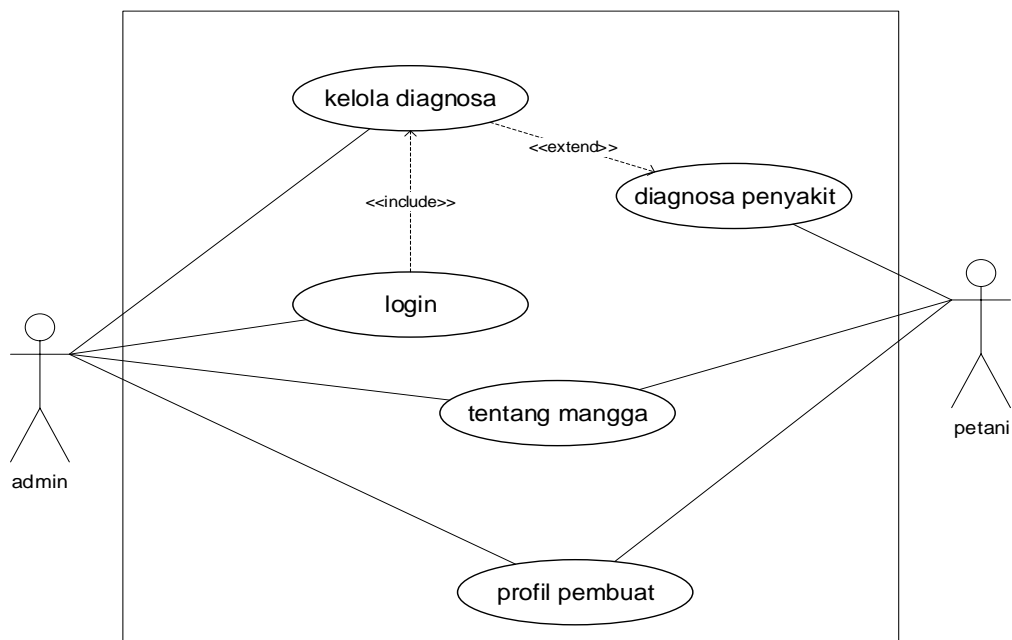 kelola diagnosa
<<extend>>
diagnosa penyakit
<<include>>
login
tentang mangga
petani
admin
profil pembuat